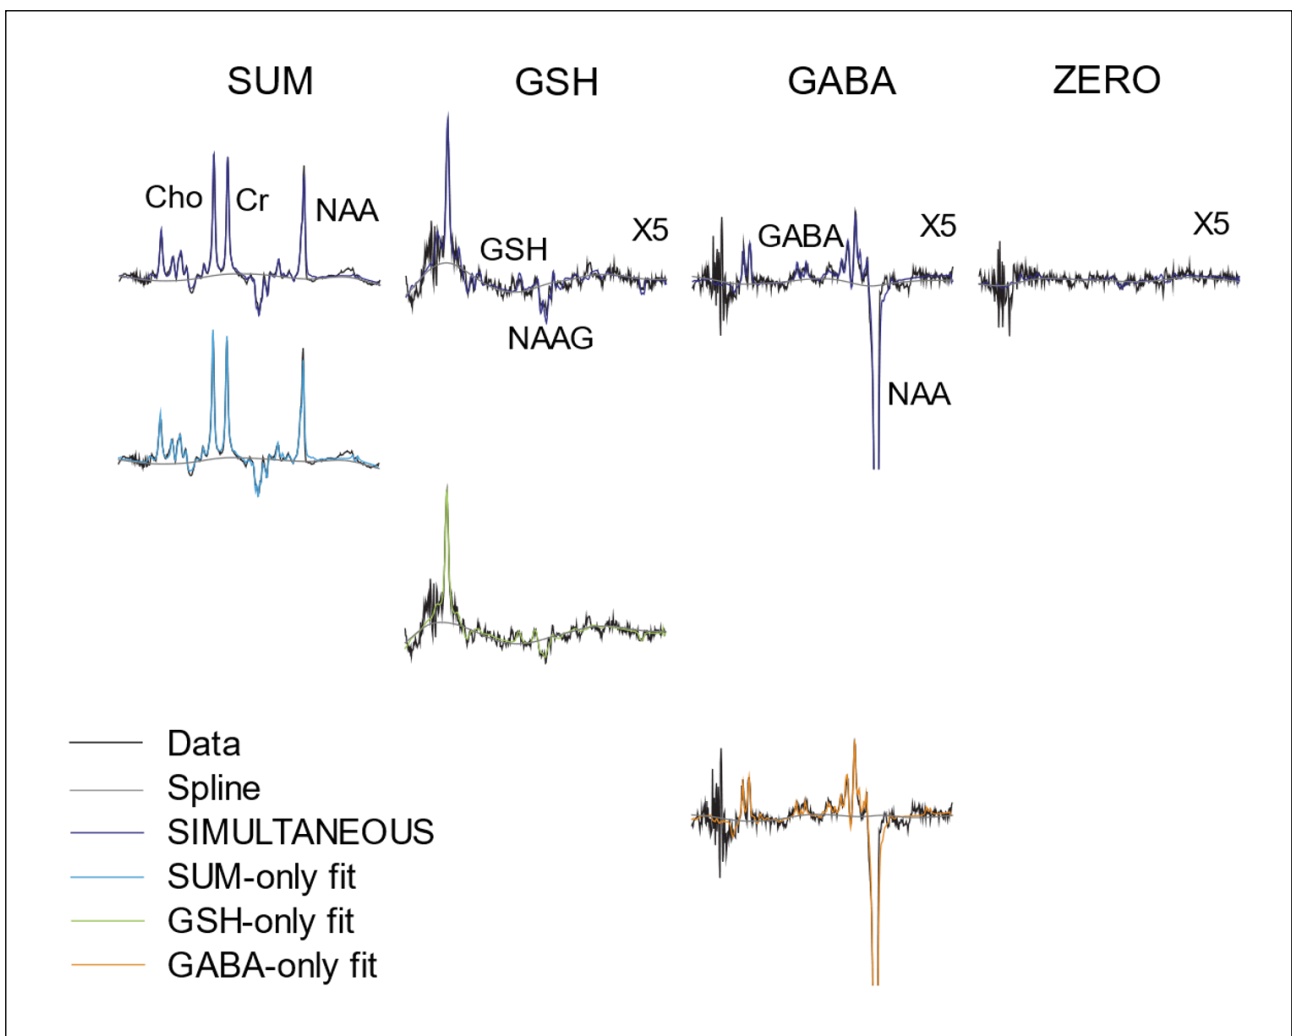 SUM
GSH
GABA
ZERO
Cho
Cr
NAA
GSH
X5
NAAG
GABA
X5
NAA
X5
Data
Spline
SIMULTANEOUS
SUM-only fit
GSH-only fit
GABA-only fit